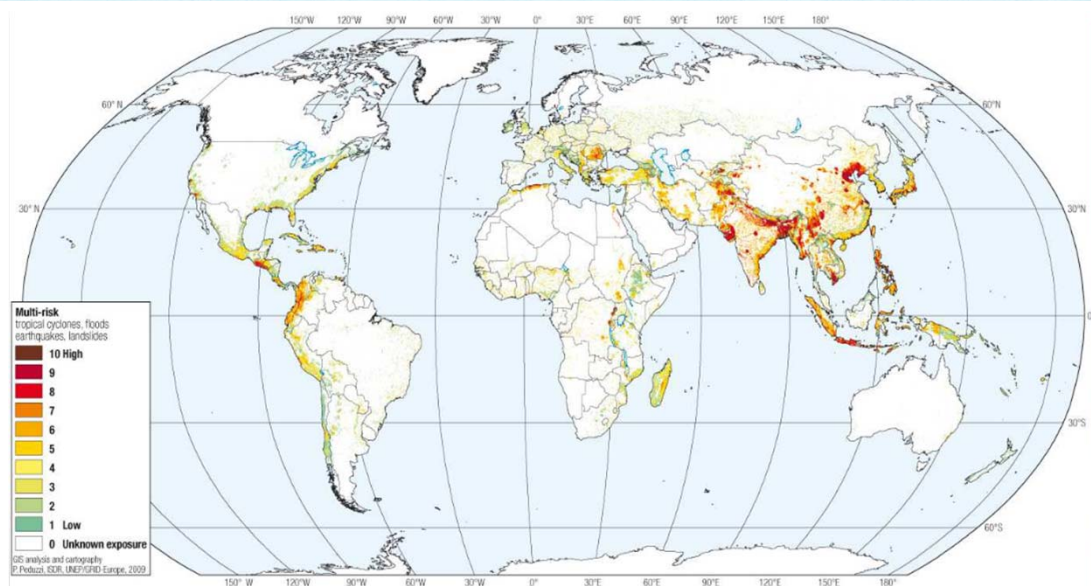 150°W 120°W 90°W 60°W 30°W 0° 30°E 60°E 90°E 120°E 150°E 180°
60° N 60°N
30° N 30°N
0°
30°S
60°S
Multi-risk
tropical cyclones, floods
earthquakes, landslides
10 High
9
8
7
6
5
4
3
2
1 Low
0 Unknown exposure
GIS analysis and cartography
P. Peduzzi, ISDR, UNEP/GRID-Europe, 2009
150° W 120°W 90°W 60°W 30°W 0° 30°E 60°E 90°E 120°E 150°E 180°